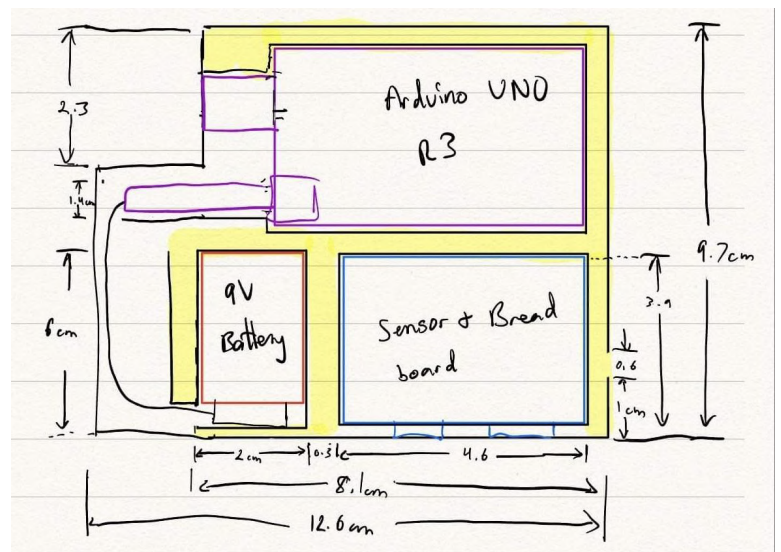 2.3
Arduino UNO
R3
1.4cm
9.7cm
9V
Battery
6cm
Sensor & Bread
board
3.9
0.6
1cm
2cm
0.3
4.6
8.1cm
12.6cm